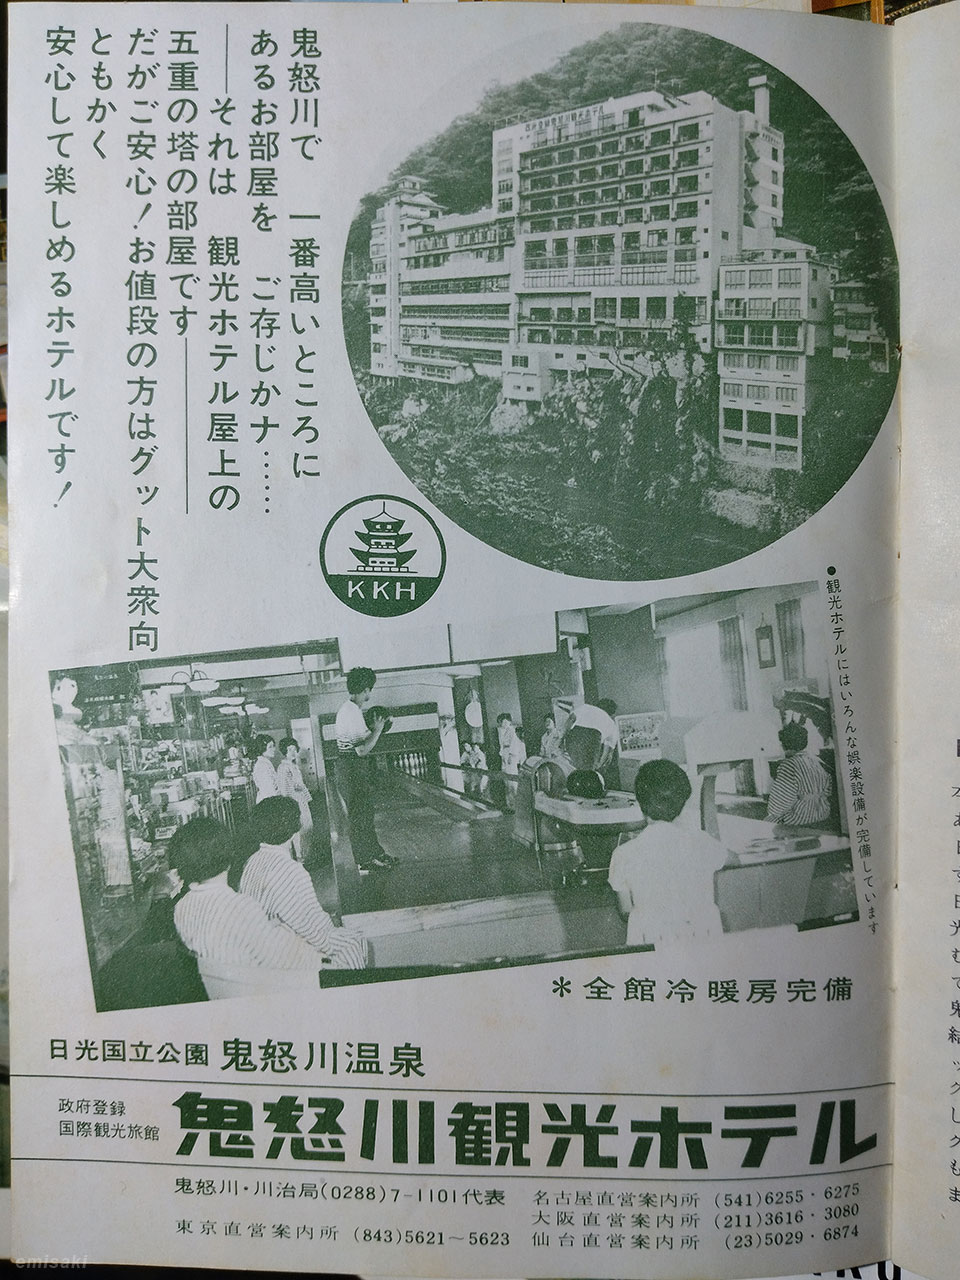 鬼怒川で　一番高いところに
あるお部屋を　ご存じかナ……
――それは　観光ホテル屋上の
五重の塔の部屋です――――
だがご安心！お値段の方はグット大衆向
ともかく
安心して楽しめるホテルです！
KKH
●観光ホテルにはいろんな娯楽設備が完備しています
＊全館冷暖房完備
日光国立公園 鬼怒川温泉
政府登録
国際観光旅館
鬼怒川観光ホテル
鬼怒川・川治局(0288)7-1101代表
東京直営案内所 (843)5621〜5623
名古屋直営案内所 (541)6255・6275
大阪直営案内所 (211)3616・3080
仙台直営案内所 (23)5029・6874
emisaki